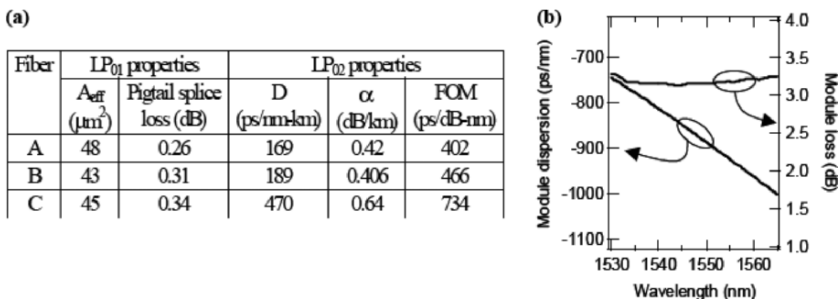 (a)
Fiber LP01 properties LP02 properties
Aeff (μm2) Pigtail splice loss (dB) D (ps/nm-km) α (dB/km) FOM (ps/dB-nm)
A 48 0.26 169 0.42 402
B 43 0.31 189 0.406 466
C 45 0.34 470 0.64 734
(b)
Module dispersion (ps/nm)
-700
-800
-900
-1000
-1100
4.0
3.5
3.2
2.5
2.0
1.5
1.0
Module loss (dB)
1530 1540 1550 1560
Wavelength (nm)